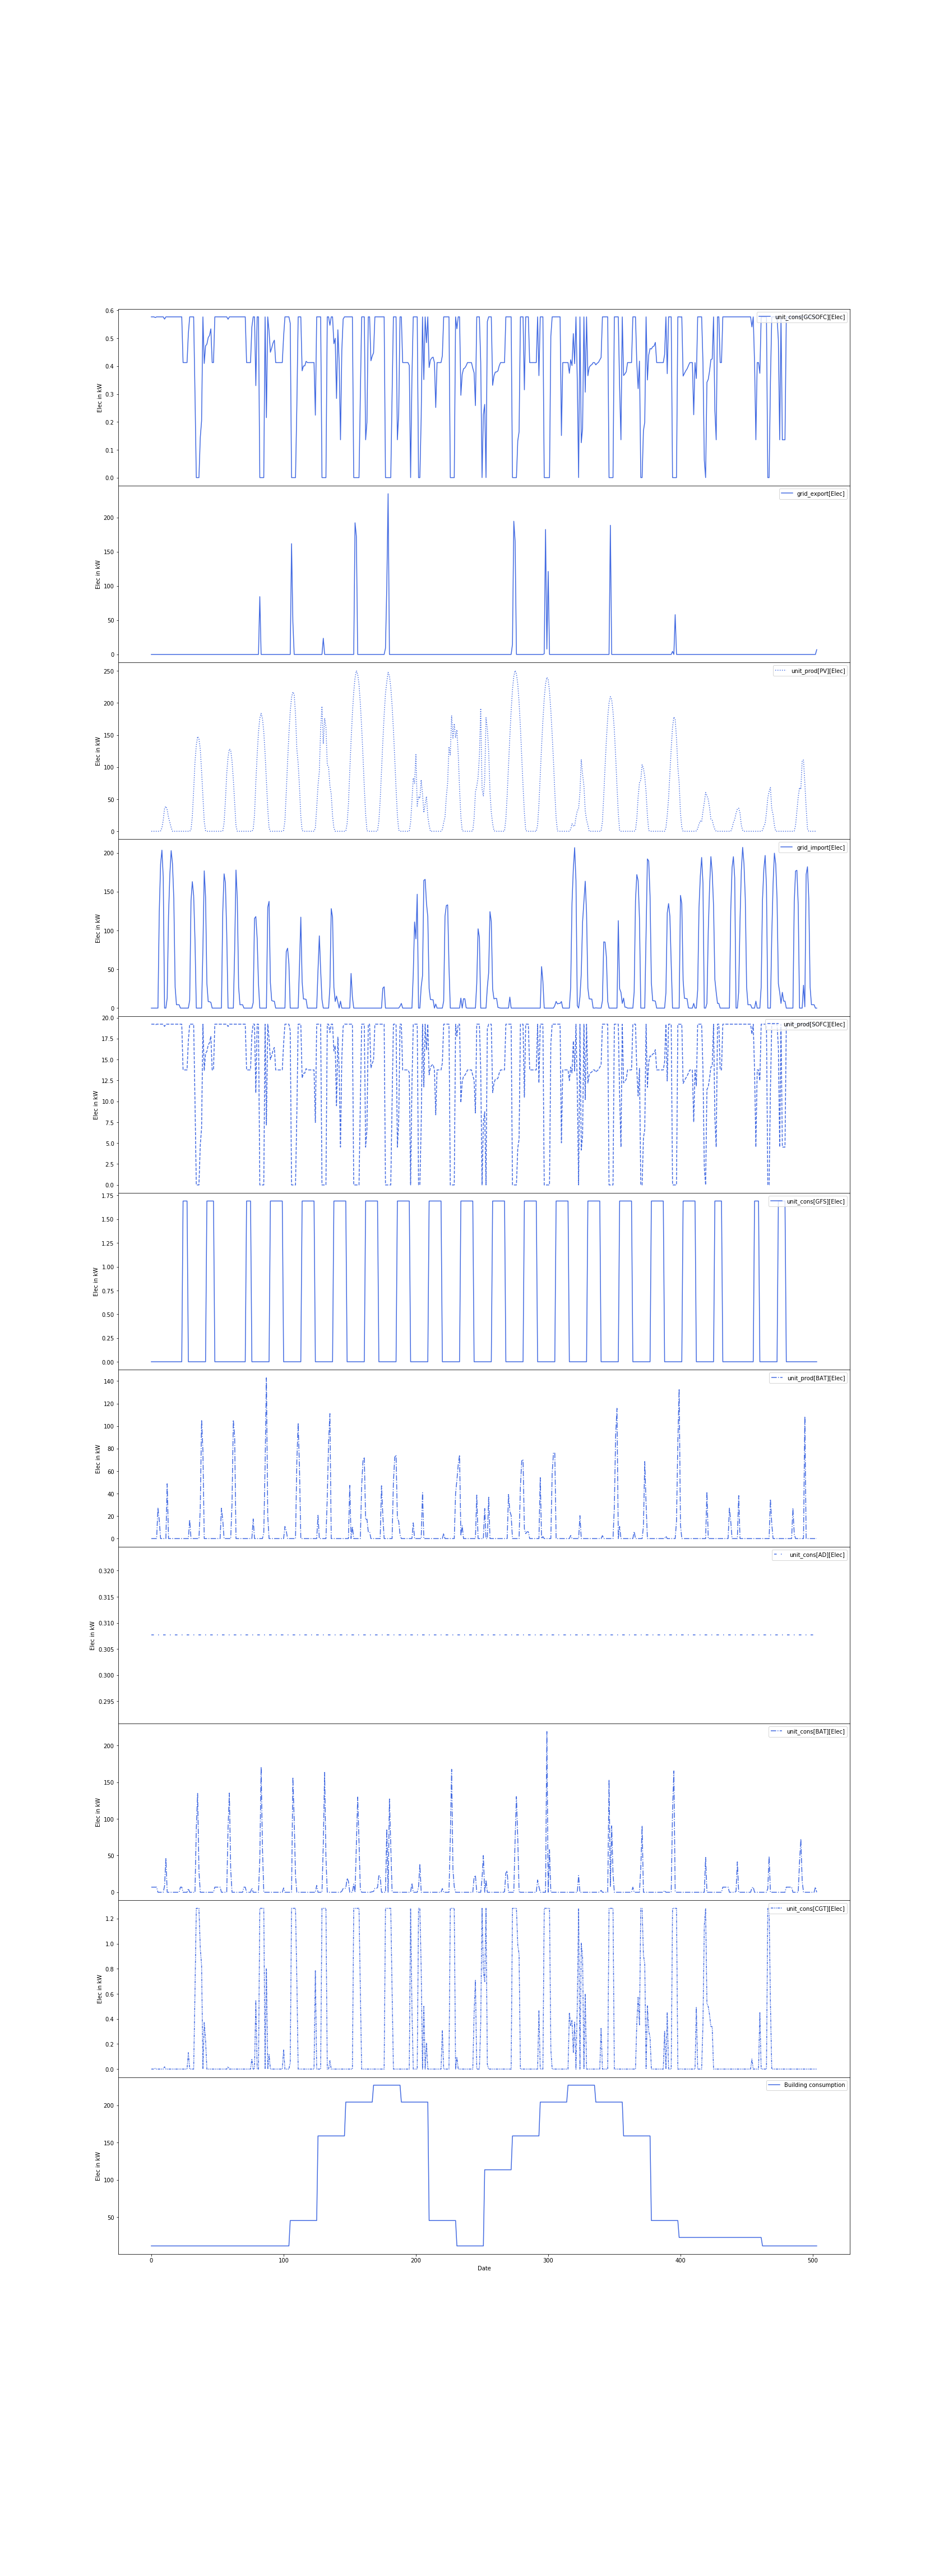 unit_cons[GCSOFC][Elec]
0.6
0.5
0.4
0.3
0.2
0.1
0.0
Elec in kW
grid_export[Elec]
200
150
100
50
0
Elec in kW
unit_prod[PV][Elec]
250
200
150
100
50
0
Elec in kW
grid_import[Elec]
200
150
100
50
0
Elec in kW
unit_prod[SOFC][Elec]
20.0
17.5
15.0
12.5
10.0
7.5
5.0
2.5
0.0
Elec in kW
unit_cons[GFS][Elec]
1.75
1.50
1.25
1.00
0.75
0.50
0.25
0.00
Elec in kW
unit_prod[BAT][Elec]
140
120
100
80
60
40
20
0
Elec in kW
unit_cons[AD][Elec]
0.320
0.315
0.310
0.305
0.300
0.295
Elec in kW
unit_cons[BAT][Elec]
200
150
100
50
0
Elec in kW
unit_cons[CGT][Elec]
1.2
1.0
0.8
0.6
0.4
0.2
0.0
Elec in kW
Building consumption
200
150
100
50
Elec in kW
0 100 200 300 400 500
Date